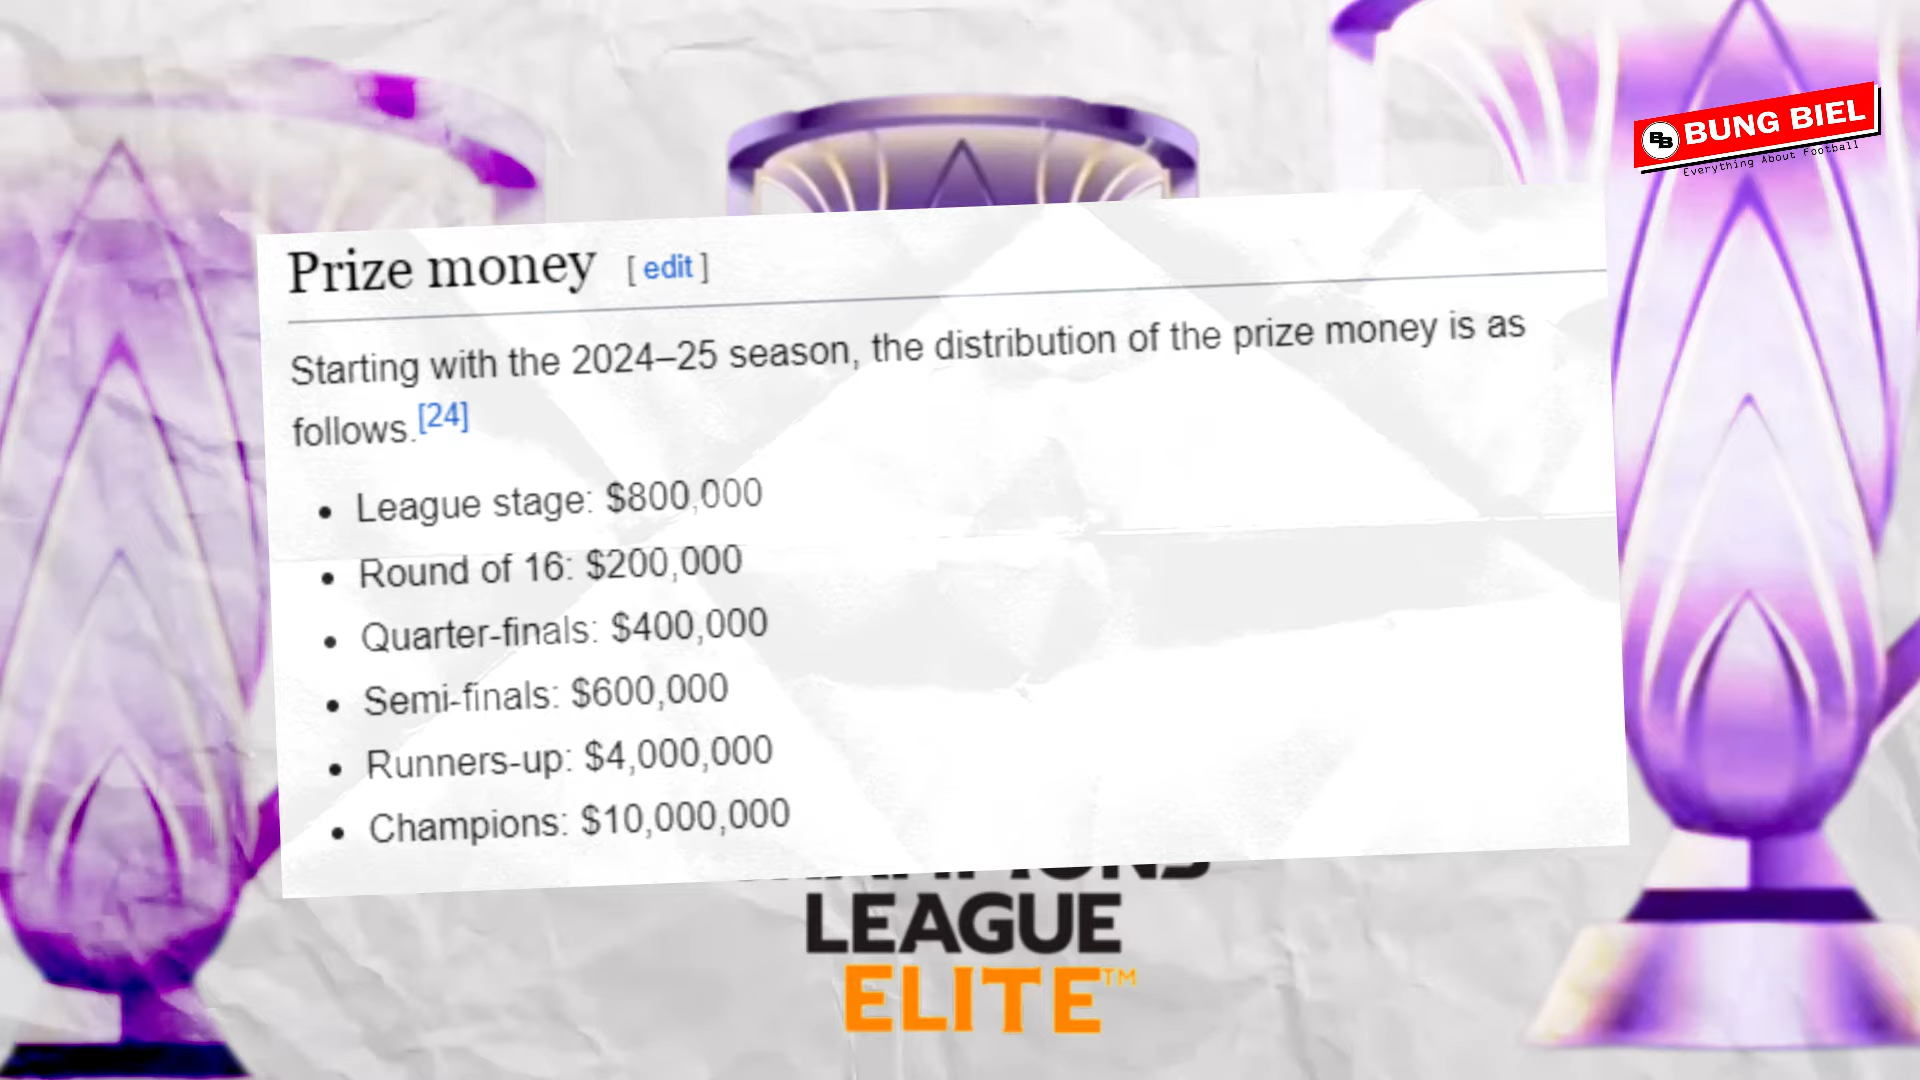 BB BUNG BIEL
Everything About Football
Prize money [ edit ]
Starting with the 2024–25 season, the distribution of the prize money is as
follows.[24]
• League stage: $800,000
• Round of 16: $200,000
• Quarter-finals: $400,000
• Semi-finals: $600,000
• Runners-up: $4,000,000
• Champions: $10,000,000
LEAGUE
ELITE™